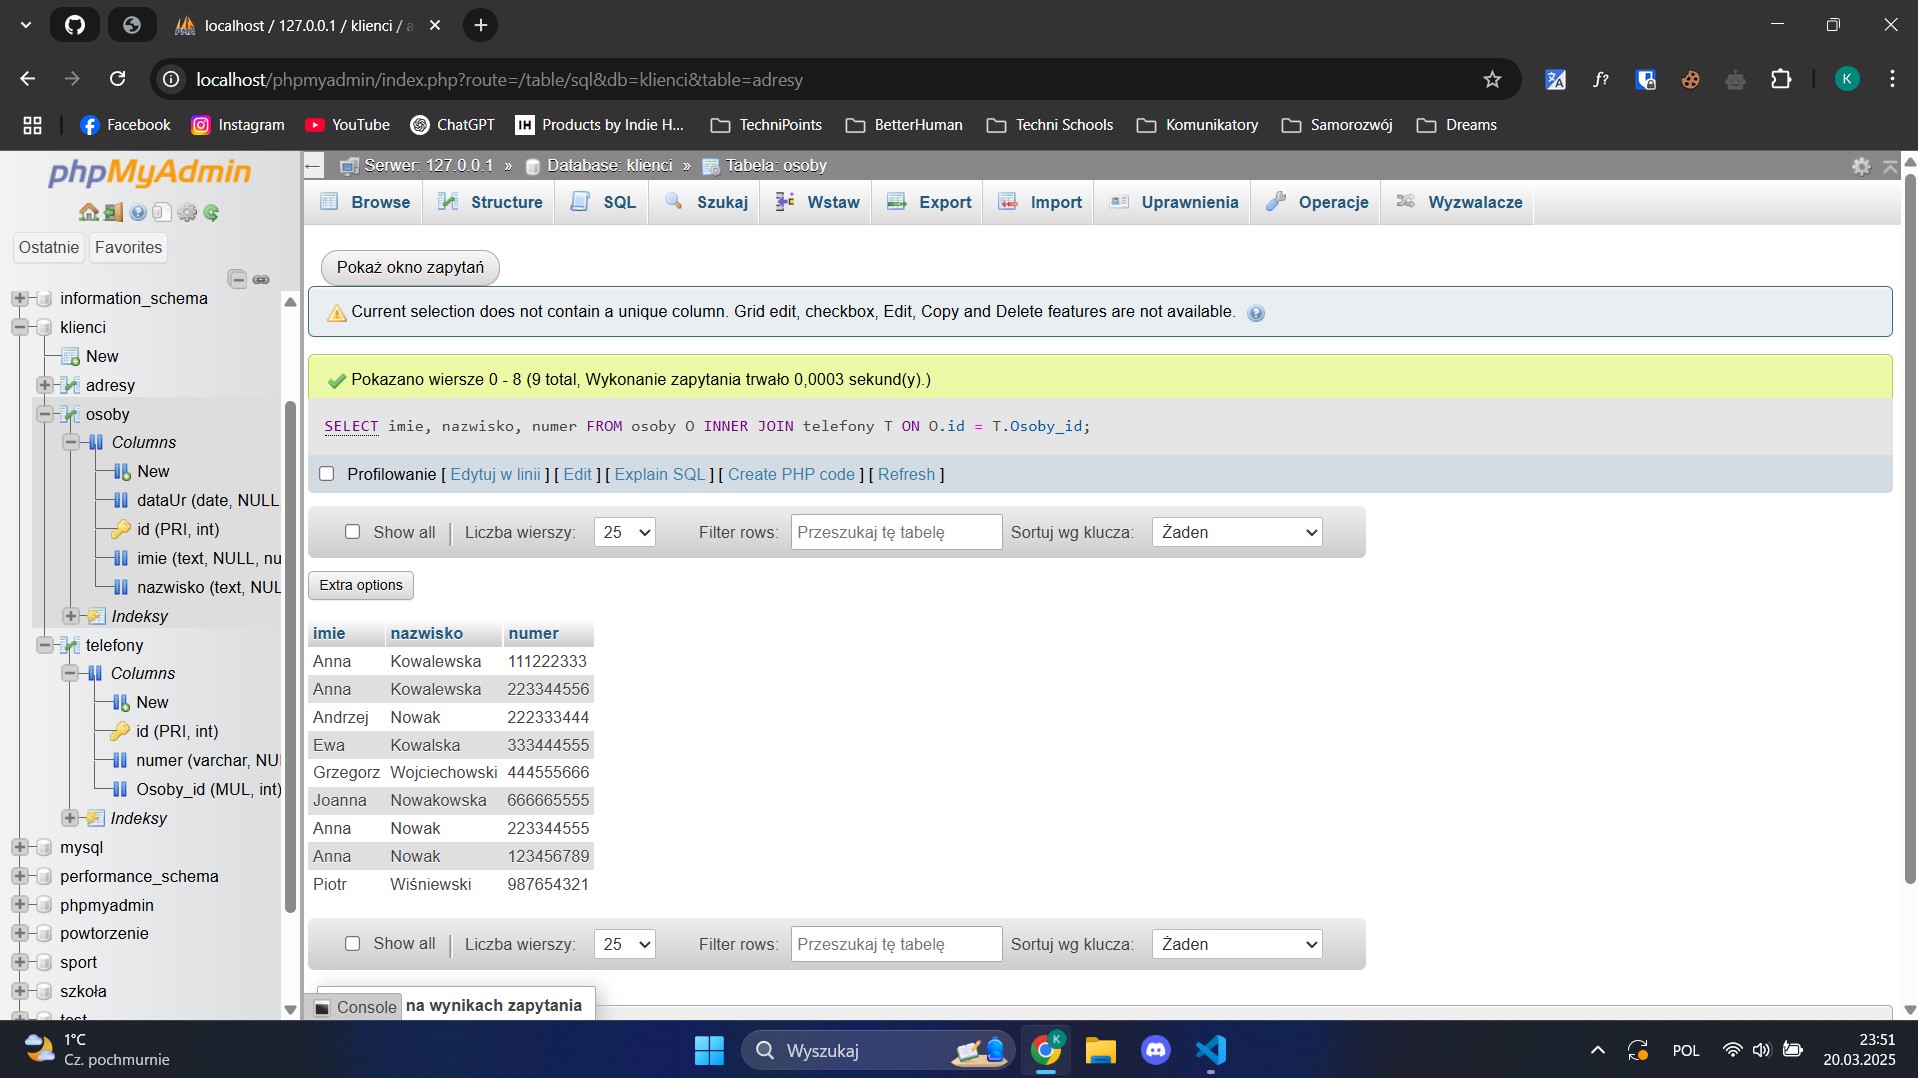 localhost / 127.0.0.1 / klienci / a
localhost/phpmyadmin/index.php?route=/table/sql&db=klienci&table=adresy
f?
K
Facebook
Instagram
YouTube
ChatGPT
IH Products by Indie H...
TechniPoints
BetterHuman
Techni Schools
Komunikatory
Samorozwój
Dreams
phpMyAdmin
Ostatnie
Favorites
information_schema
klienci
New
adresy
osoby
Columns
New
dataUr (date, NULL
id (PRI, int)
imie (text, NULL, nu
nazwisko (text, NUL
Indeksy
telefony
Columns
New
id (PRI, int)
numer (varchar, NUL
Osoby_id (MUL, int)
Indeksy
mysql
performance_schema
phpmyadmin
powtorzenie
sport
szkoła
test
Serwer: 127.0.0.1 » Database: klienci » Tabela: osoby
Browse
Structure
SQL
Szukaj
Wstaw
Export
Import
Uprawnienia
Operacje
Wyzwalacze
Pokaż okno zapytań
Current selection does not contain a unique column. Grid edit, checkbox, Edit, Copy and Delete features are not available.
Pokazano wiersze 0 - 8 (9 total, Wykonanie zapytania trwało 0,0003 sekund(y).)
SELECT imie, nazwisko, numer FROM osoby O INNER JOIN telefony T ON O.id = T.Osoby_id;
Profilowanie [ Edytuj w linii ] [ Edit ] [ Explain SQL ] [ Create PHP code ] [ Refresh ]
Show all | Liczba wierszy: 25 Filter rows: Przeszukaj tę tabelę Sortuj wg klucza: Żaden
Extra options
imie nazwisko numer
Anna Kowalewska 111222333
Anna Kowalewska 223344556
Andrzej Nowak 222333444
Ewa Kowalska 333444555
Grzegorz Wojciechowski 444555666
Joanna Nowakowska 666665555
Anna Nowak 223344555
Anna Nowak 123456789
Piotr Wiśniewski 987654321
Show all | Liczba wierszy: 25 Filter rows: Przeszukaj tę tabelę Sortuj wg klucza: Żaden
Console
na wynikach zapytania
1°C
Cz. pochmurnie
Wyszukaj
K
POL
23:51
20.03.2025